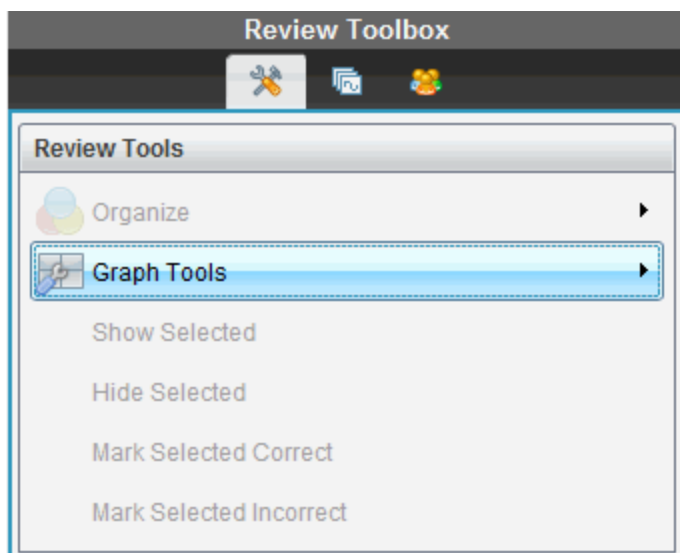 Review Toolbox
Review Tools
Organize
Graph Tools
Show Selected
Hide Selected
Mark Selected Correct
Mark Selected Incorrect